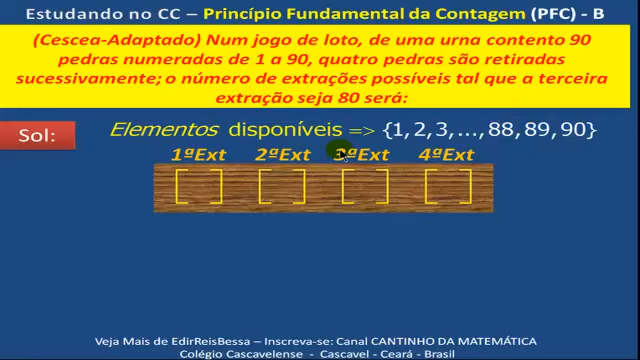 Estudando no CC – Princípio Fundamental da Contagem (PFC) - B
(Cescea-Adaptado) Num jogo de loto, de uma urna contento 90
pedras numeradas de 1 a 90, quatro pedras são retiradas
sucessivamente; o número de extrações possíveis tal que a terceira
extração seja 80 será:
Sol:
Elementos disponíveis => {1,2,3,...,88,89,90}
1ªExt 2ªExt 3ªExt 4ªExt
[ ] [ ] [ ] [ ]
Veja Mais de EdirReisBessa – Inscreva-se: Canal CANTINHO DA MATEMÁTICA
Colégio Cascavelense - Cascavel - Ceará - Brasil